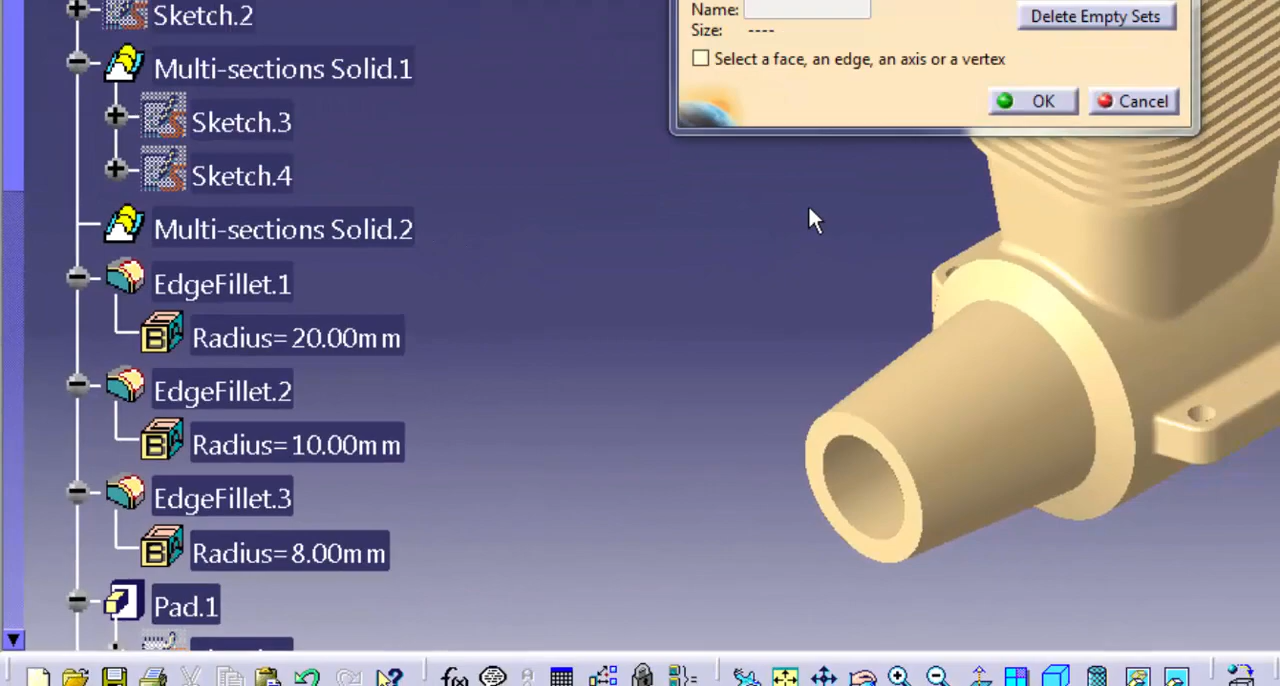 Sketch.2
Multi-sections Solid.1
Sketch.3
Sketch.4
Multi-sections Solid.2
EdgeFillet.1
Radius=20.00mm
EdgeFillet.2
Radius=10.00mm
EdgeFillet.3
Radius=8.00mm
Pad.1
Name:
Delete Empty Sets
Size: ----
Select a face, an edge, an axis or a vertex
OK
Cancel